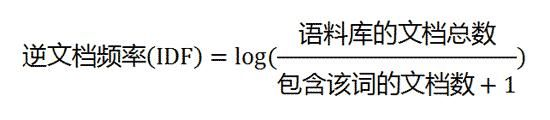 逆文档频率(IDF) = log(语料库的文档总数 / 包含该词的文档数 + 1)